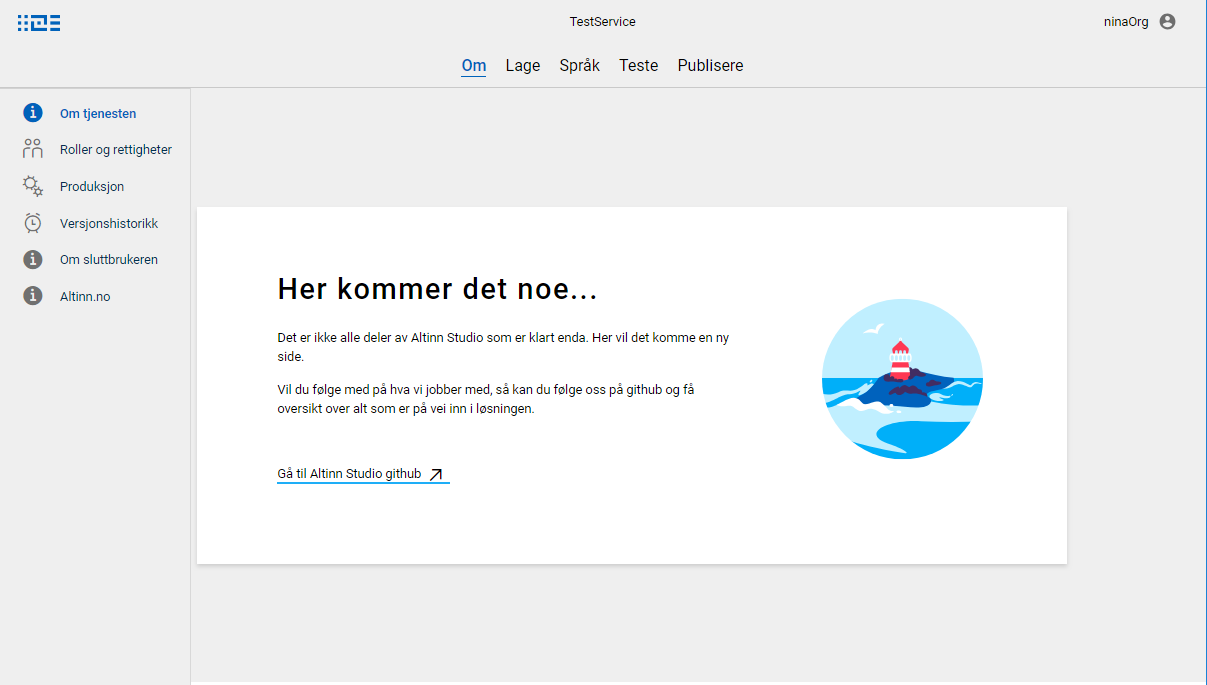 TestService
ninaOrg
Om Lage Språk Teste Publisere
Om tjenesten
Roller og rettigheter
Produksjon
Versjonshistorikk
Om sluttbrukeren
Altinn.no
Her kommer det noe...
Det er ikke alle deler av Altinn Studio som er klart enda. Her vil det komme en ny
side.
Vil du følge med på hva vi jobber med, så kan du følge oss på github og få
oversikt over alt som er på vei inn i løsningen.
Gå til Altinn Studio github